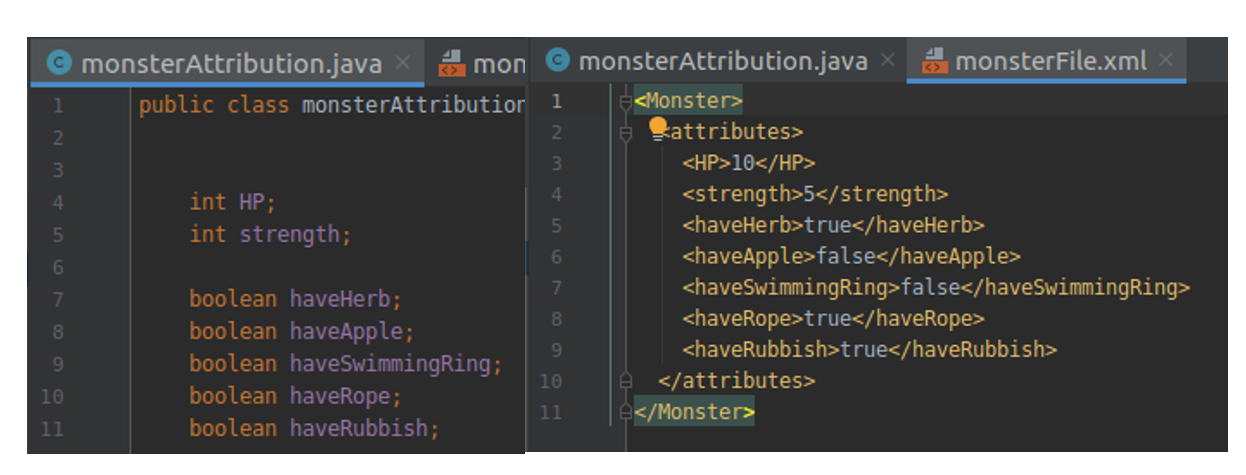 monsterAttribution.java
mon
1 public class monsterAttribution
2
3
4 int HP;
5 int strength;
6
7 boolean haveHerb;
8 boolean haveApple;
9 boolean haveSwimmingRing;
10 boolean haveRope;
11 boolean haveRubbish;
monsterAttribution.java
monsterFile.xml
1 <Monster>
2 <attributes>
3 <HP>10</HP>
4 <strength>5</strength>
5 <haveHerb>true</haveHerb>
6 <haveApple>false</haveApple>
7 <haveSwimmingRing>false</haveSwimmingRing>
8 <haveRope>true</haveRope>
9 <haveRubbish>true</haveRubbish>
10 </attributes>
11 </Monster>